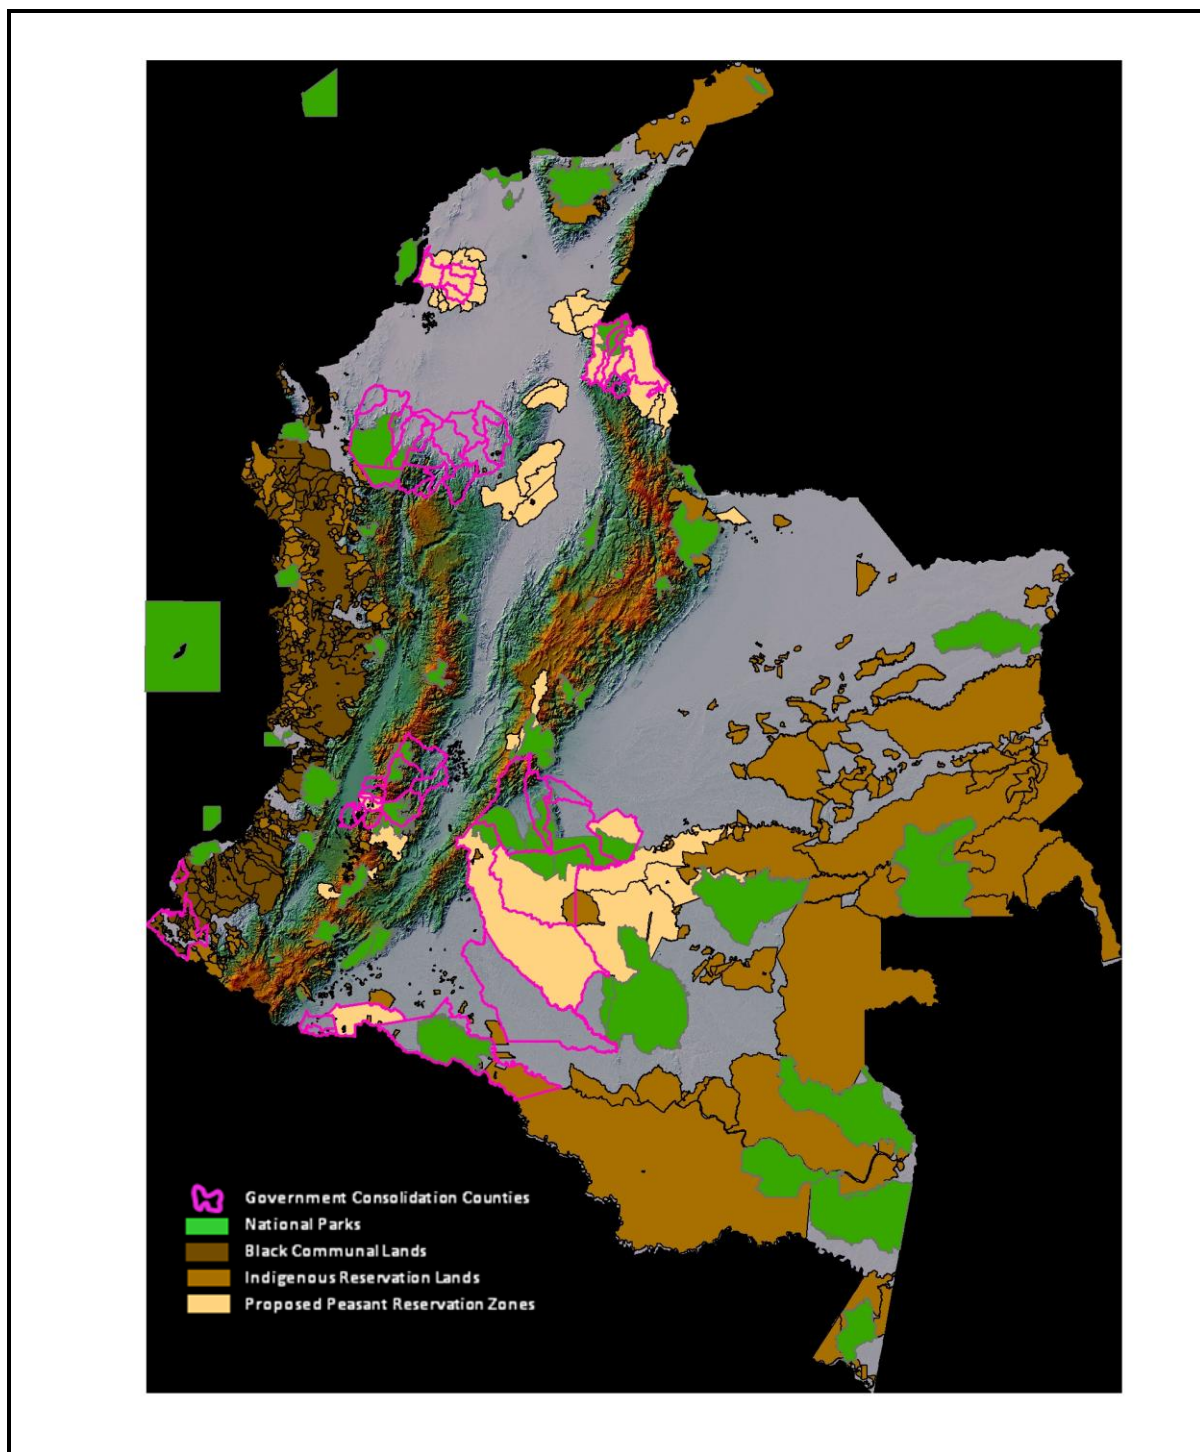 Government Consolidation Counties
National Parks
Black Communal Lands
Indigenous Reservation Lands
Proposed Peasant Reservation Zones